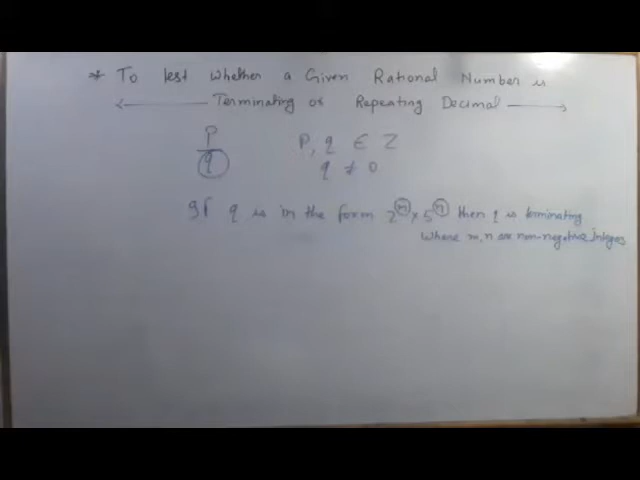 * To test whether a Given Rational Number is
Terminating or Repeating Decimal
P
q
P, q ∈ Z
q ≠ 0
If q is in the form 2^m × 5^n then q is terminating
where m, n are non-negative integers